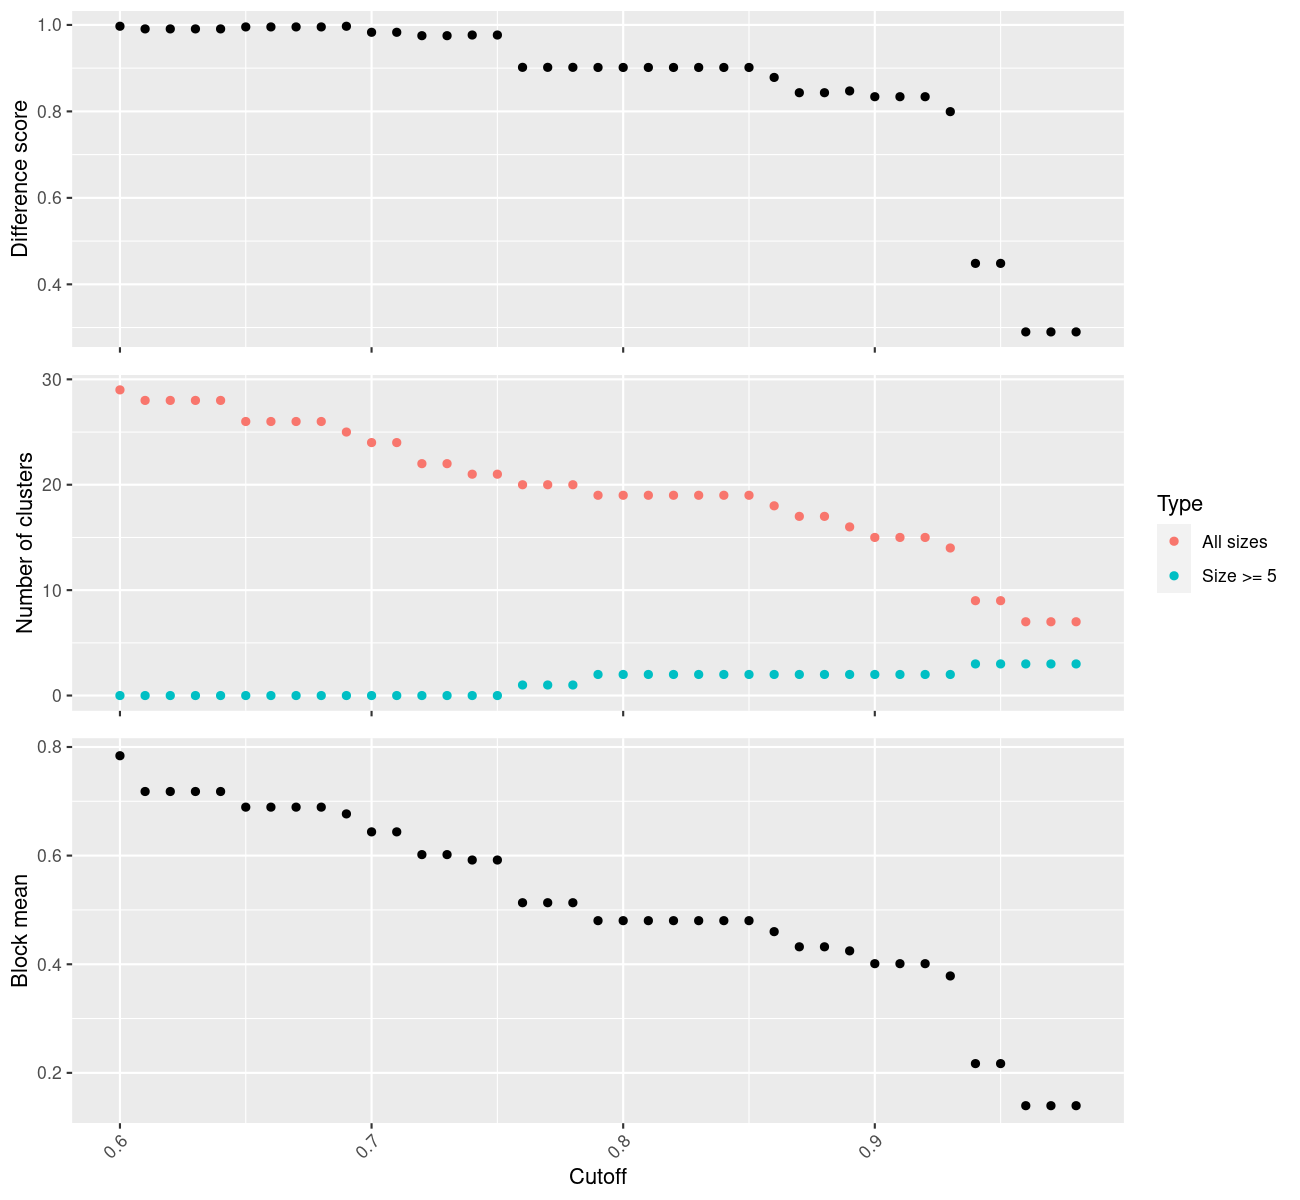 1.0
0.8
0.6
0.4
Difference score
30
20
10
0
Number of clusters
Type
All sizes
Size >= 5
0.8
0.6
0.4
0.2
Block mean
0.6 0.7 0.8 0.9
Cutoff